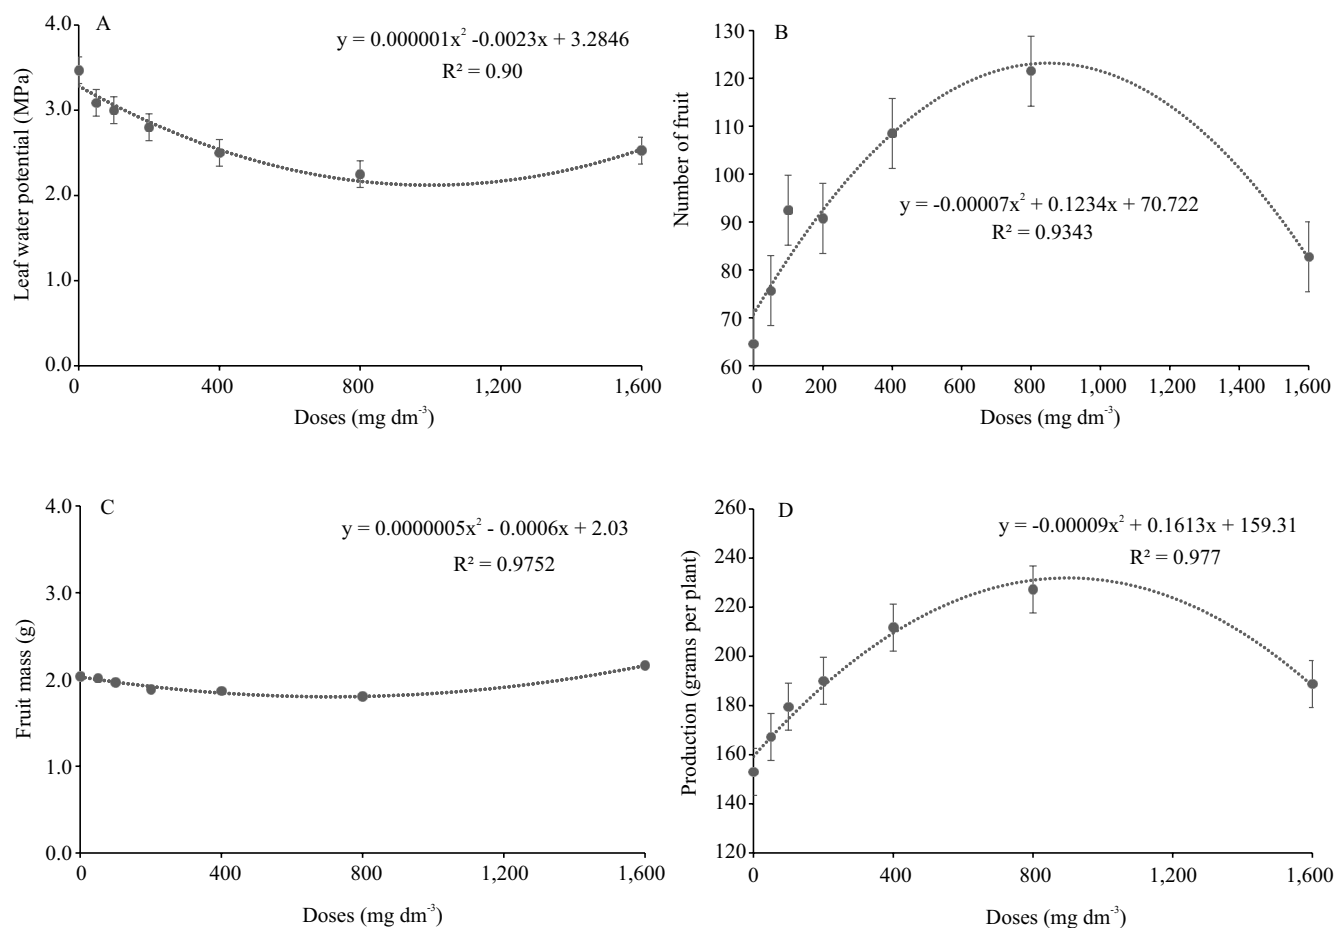 A
y = 0.000001x² -0.0023x + 3.2846
R² = 0.90
Leaf water potential (MPa)
4.0
3.0
2.0
1.0
0.0
0 400 800 1,200 1,600
Doses (mg dm⁻³)
B
y = -0.00007x² + 0.1234x + 70.722
R² = 0.9343
Number of fruit
130
120
110
100
90
80
70
60
0 200 400 600 800 1,000 1,200 1,400 1,600
Doses (mg dm⁻³)
C
y = 0.0000005x² - 0.0006x + 2.03
R² = 0.9752
Fruit mass (g)
4.0
3.0
2.0
1.0
0.0
0 400 800 1,200 1,600
Doses (mg dm⁻³)
D
y = -0.00009x² + 0.1613x + 159.31
R² = 0.977
Production (grams per plant)
260
240
220
200
180
160
140
120
0 400 800 1,200 1,600
Doses (mg dm⁻³)